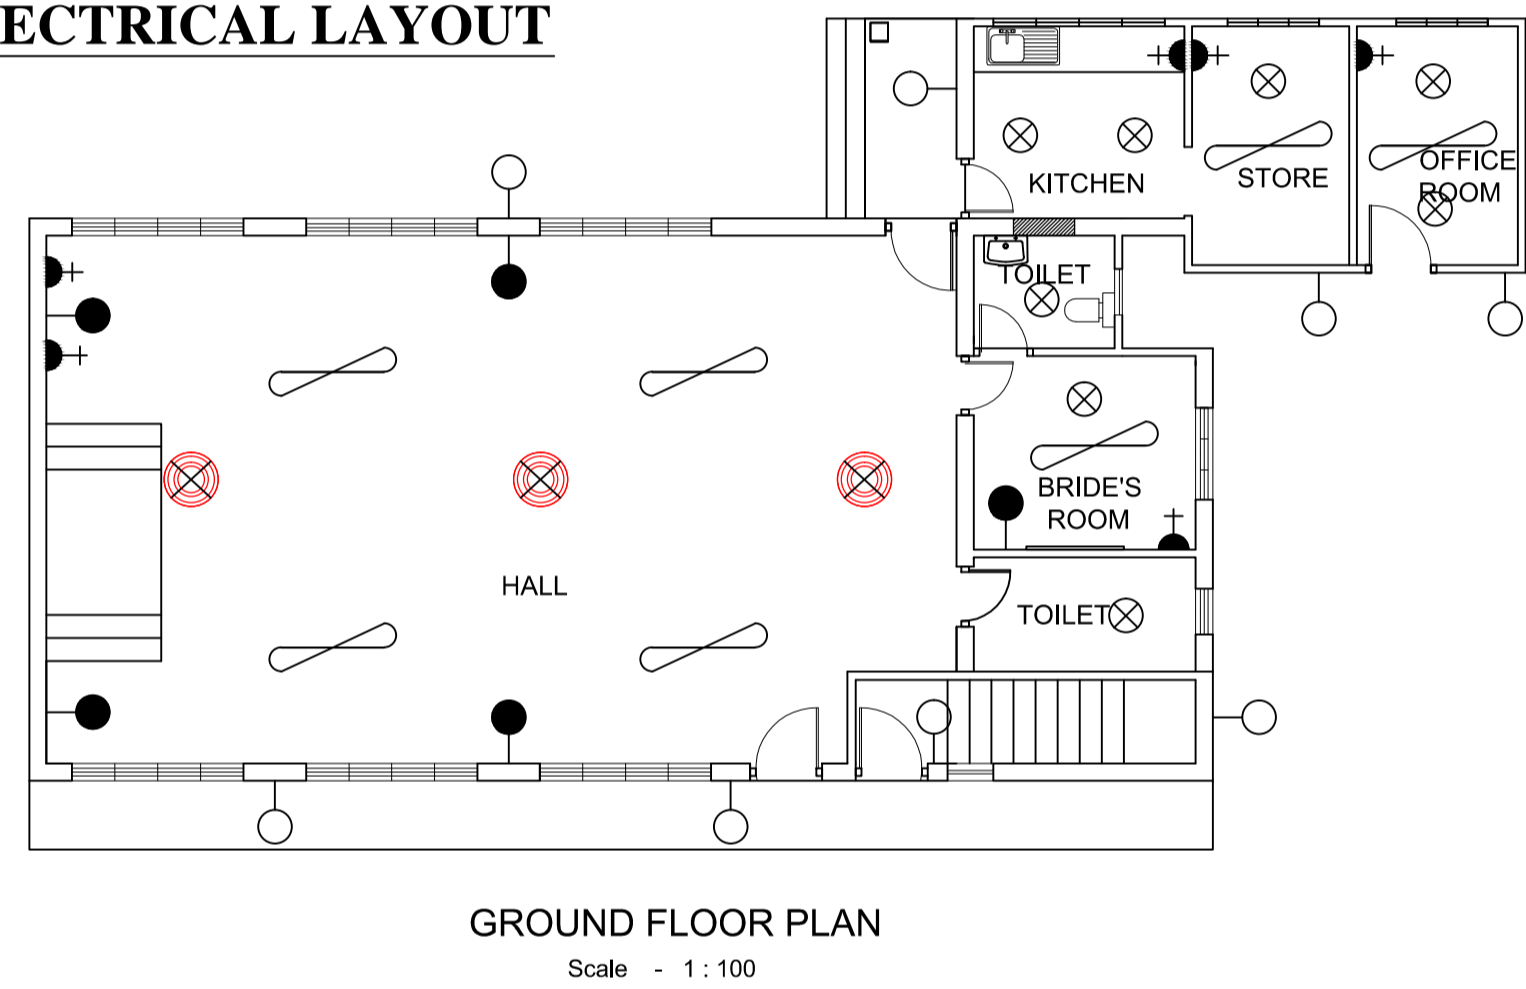 ECTRICAL LAYOUT
KITCHEN
STORE
OFFICE
ROOM
TOILET
BRIDE'S
ROOM
HALL
TOILET
GROUND FLOOR PLAN
Scale - 1 : 100